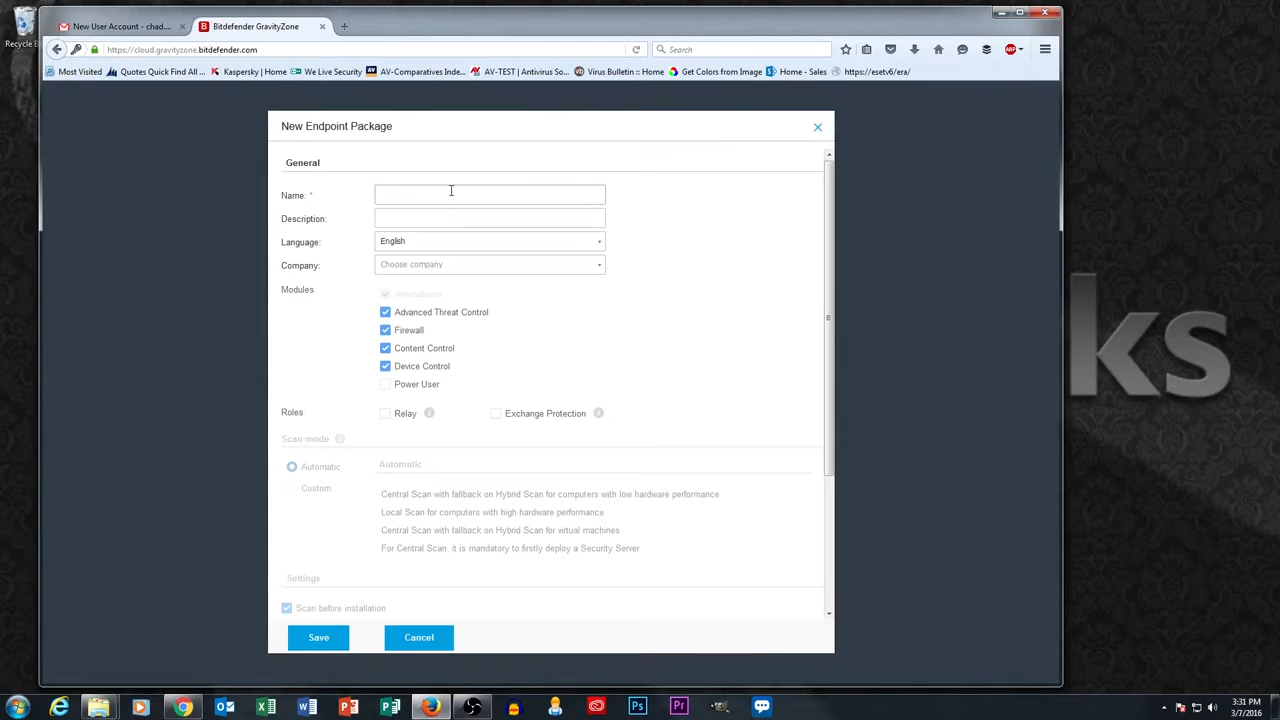 New User Account - chad....
Bitdefender GravityZone
Recycle B
https://cloud.gravityzone.bitdefender.com
Search
ABP
Most Visited
Quotes Quick Find All ...
Kaspersky | Home
We Live Security
AV-Comparatives Inde...
AV-TEST | Antivirus So...
Virus Bulletin :: Home
Get Colors from Image
Home - Sales
https://esetv6/era/
New Endpoint Package
General
Name: *
Description:
Language:
English
Company:
Choose company
Modules
Antimalware
Advanced Threat Control
Firewall
Content Control
Device Control
Power User
Roles
Relay
Exchange Protection
Scan mode
Automatic
Automatic
Custom
Central Scan with fallback on Hybrid Scan for computers with low hardware performance
Local Scan for computers with high hardware performance
Central Scan with fallback on Hybrid Scan for virtual machines
For Central Scan, it is mandatory to firstly deploy a Security Server
Settings
Scan before installation
Save
Cancel
ks
3:31 PM
3/7/2016